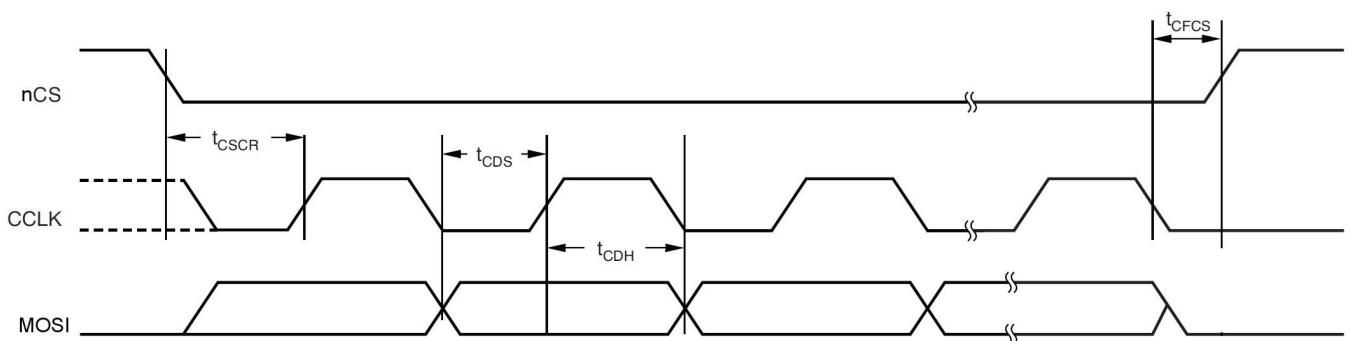 tCFCS
nCS
tCSCR
tCDS
CCLK
tCDH
MOSI